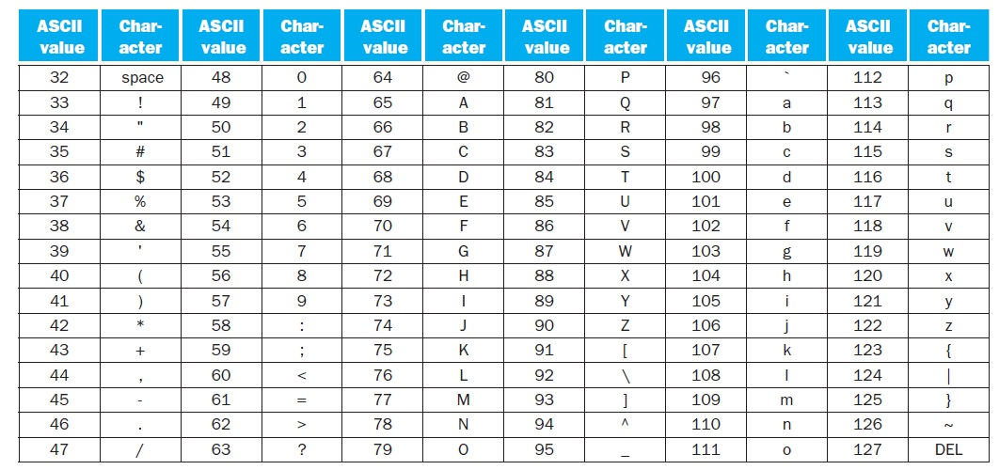 ASCII value Char-acter ASCII value Char-acter ASCII value Char-acter ASCII value Char-acter ASCII value Char-acter ASCII value Char-acter
32 space 48 0 64 @ 80 P 96 ` 112 p
33 ! 49 1 65 A 81 Q 97 a 113 q
34 " 50 2 66 B 82 R 98 b 114 r
35 # 51 3 67 C 83 S 99 c 115 s
36 $ 52 4 68 D 84 T 100 d 116 t
37 % 53 5 69 E 85 U 101 e 117 u
38 & 54 6 70 F 86 V 102 f 118 v
39 ' 55 7 71 G 87 W 103 g 119 w
40 ( 56 8 72 H 88 X 104 h 120 x
41 ) 57 9 73 I 89 Y 105 i 121 y
42 * 58 : 74 J 90 Z 106 j 122 z
43 + 59 ; 75 K 91 [ 107 k 123 {
44 , 60 < 76 L 92 \ 108 l 124 |
45 - 61 = 77 M 93 ] 109 m 125 }
46 . 62 > 78 N 94 ^ 110 n 126 ~
47 / 63 ? 79 O 95 _ 111 o 127 DEL